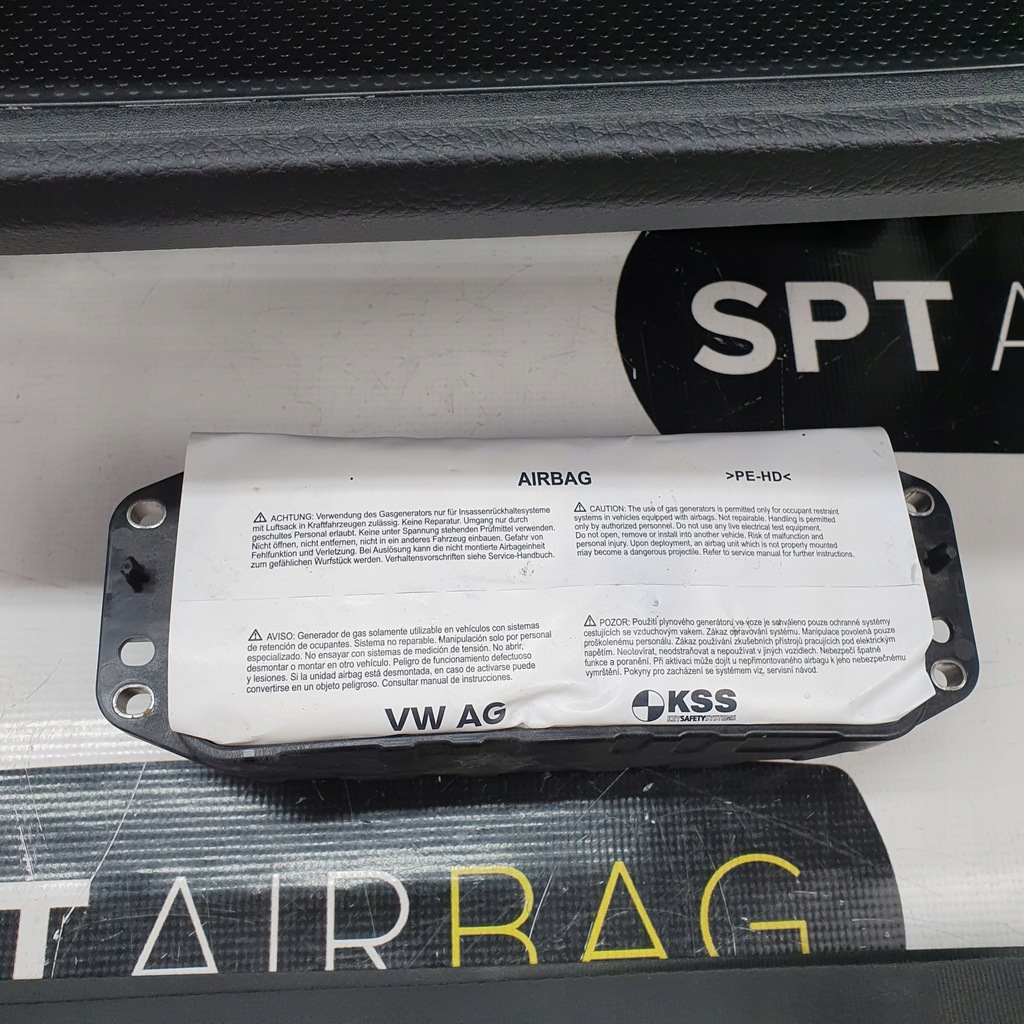 SPT A
AIRBAG
>PE-HD<
⚠ ACHTUNG: Verwendung des Gasgenerators nur für Insassenrückhaltesysteme
mit Luftsack in Kraftfahrzeugen zulässig. Keine Reparatur. Umgang nur durch
geschultes Personal erlaubt. Keine unter Spannung stehenden Prüfmittel verwenden.
Nicht öffnen, nicht entfernen, nicht in ein anderes Fahrzeug einbauen. Gefahr von
Fehlfunktion und Verletzung. Bei Auslösung kann die nicht montierte Airbageinheit
zum gefählichen Wurfstück werden. Verhaltensvorschriften siehe Service-Handbuch.
⚠ CAUTION: The use of gas generators is permitted only for occupant restraint
systems in vehicles equipped with airbags. Not repairable. Handling is permitted
only by authorized personnel. Do not use any live electrical test equipment.
Do not open, remove or install into another vehicle. Risk of malfunction and
personal injury. Upon deployment, an airbag unit which is not properly mounted
may become a dangerous projectile. Refer to service manual for further instructions.
⚠ AVISO: Generador de gas solamente utilizable en vehículos con sistemas
de retención de ocupantes. Sistema no reparable. Manipulación solo por personal
especializado. No ensayar con sistemas de medición de tensión. No abrir,
desmontar o montar en otro vehículo. Peligro de funcionamiento defectuoso
y lesiones. Si la unidad airbag está desmontada, en caso de activarse puede
convertirse en un objeto peligroso. Consultar manual de instrucciones.
⚠ POZOR: Použití plynového generátoru ve voze je schváleno pouze ochranné systémy
cestujících se vzduchovým vakem. Zákaz opravování systému. Manipulace povolená pouze
proškolenému personálu. Zákaz používání zkušebních přístrojů pracujících pod elektrickým
napětím. Neotevírat, neodstraňovat a nepoužívat v jiných vozidlech. Nebezpečí špatné
funkce a poranění. Při aktivaci může dojít u nepřimontovaného airbagu k jeho nebezpečnému
vymrštění. Pokyny pro zacházení se systémem viz, servisní návod.
VW AG
KSS
KEYSAFETYSYSTEMS
T AIRBAG